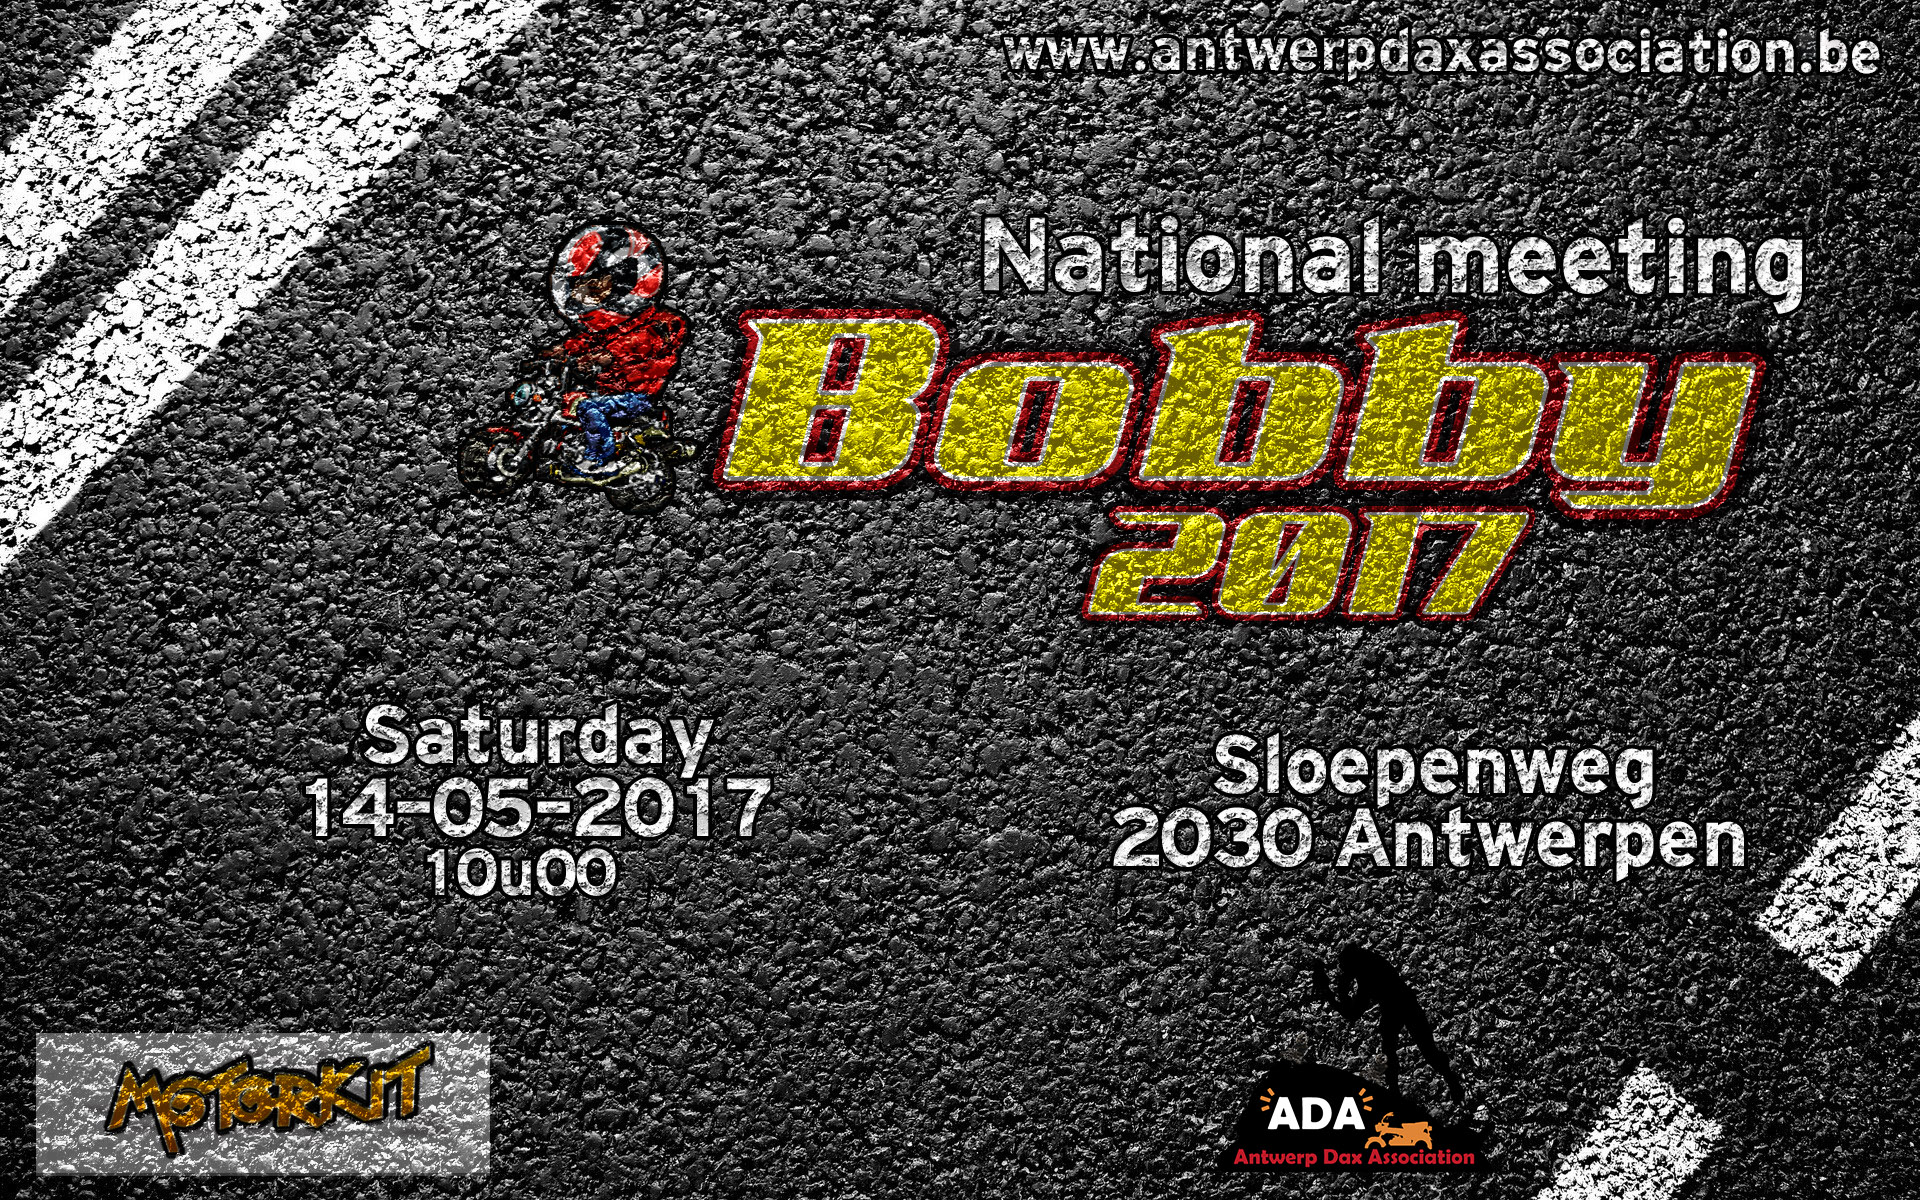 www.antwerpdaxassociation.be
National meeting
Bobby
2017
Saturday
14-05-2017
10u00
Sloepenweg
2030 Antwerpen
MOTORKIT
ADA
Antwerp Dax Association